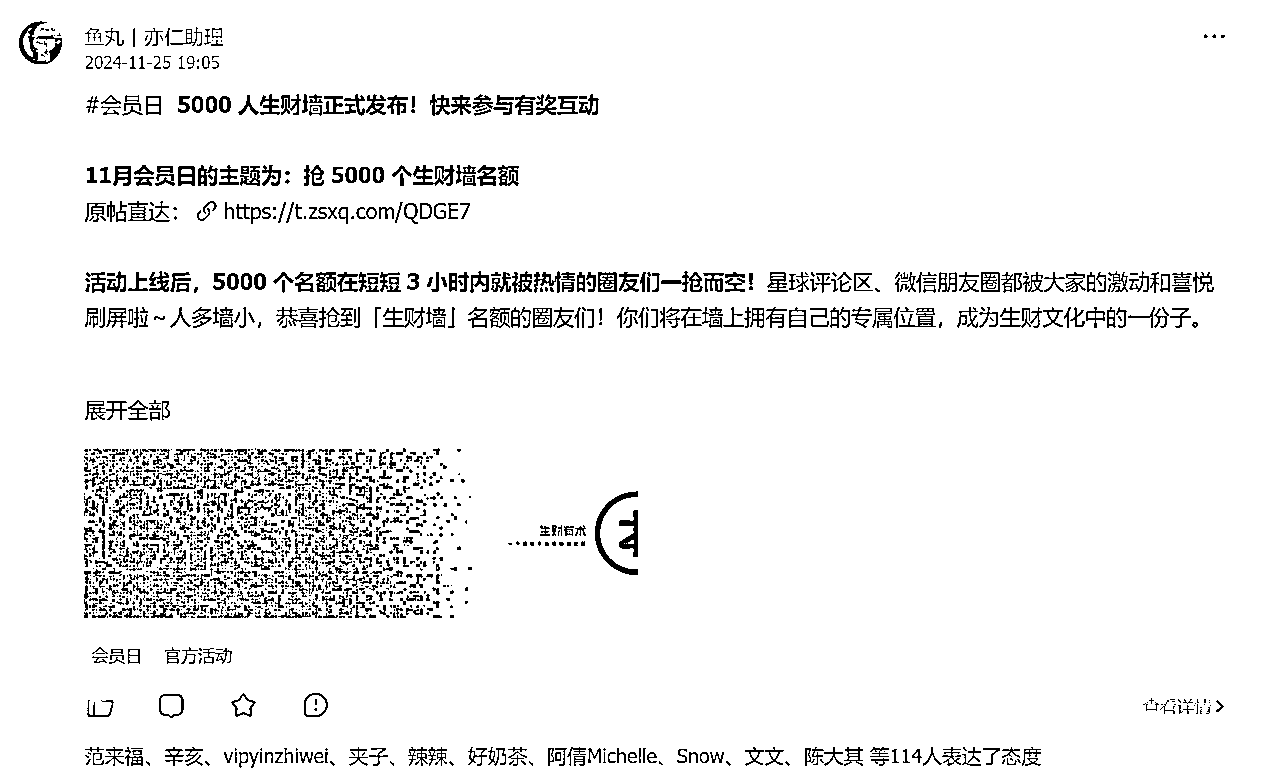 鱼丸 | 亦仁助理
2024-11-25 19:05
#会员日 5000 人生财墙正式发布！快来参与有奖互动
11月会员日的主题为：抢 5000 个生财墙名额
原帖直达： https://t.zsxq.com/QDGE7
活动上线后，5000 个名额在短短 3 小时内就被热情的圈友们一抢而空！星球评论区、微信朋友圈都被大家的激动和喜悦
刷屏啦～人多墙小，恭喜抢到「生财墙」名额的圈友们！你们将在墙上拥有自己的专属位置，成为生财文化中的一份子。
展开全部
生财有术
会员日 官方活动
查看详情
范来福、辛亥、vipyinzhiwei、夹子、辣辣、好奶茶、阿倩Michelle、Snow、文文、陈大其 等114人表达了态度